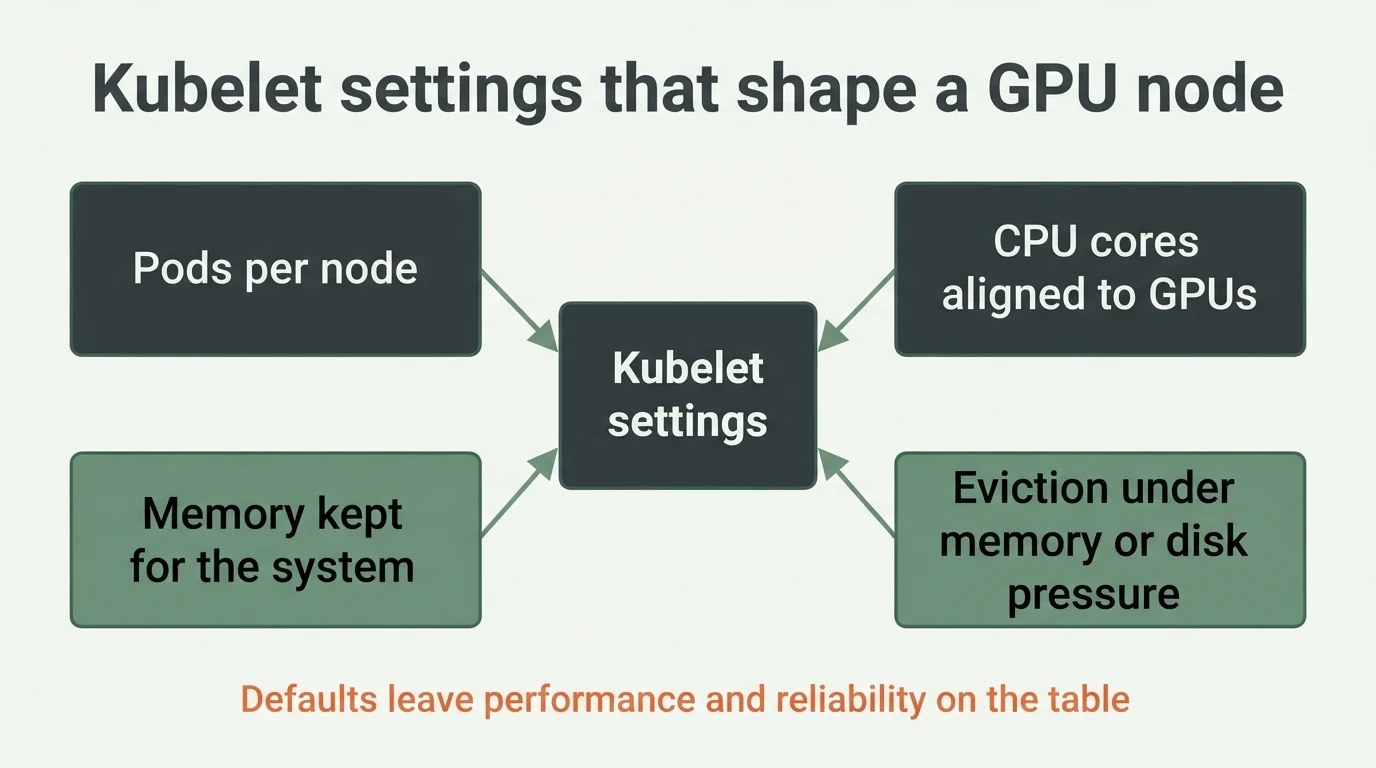 Kubelet settings that shape a GPU node
Pods per node
CPU cores
aligned to GPUs
Kubelet
settings
Memory kept
for the system
Eviction under
memory or disk
pressure
Defaults leave performance and reliability on the table